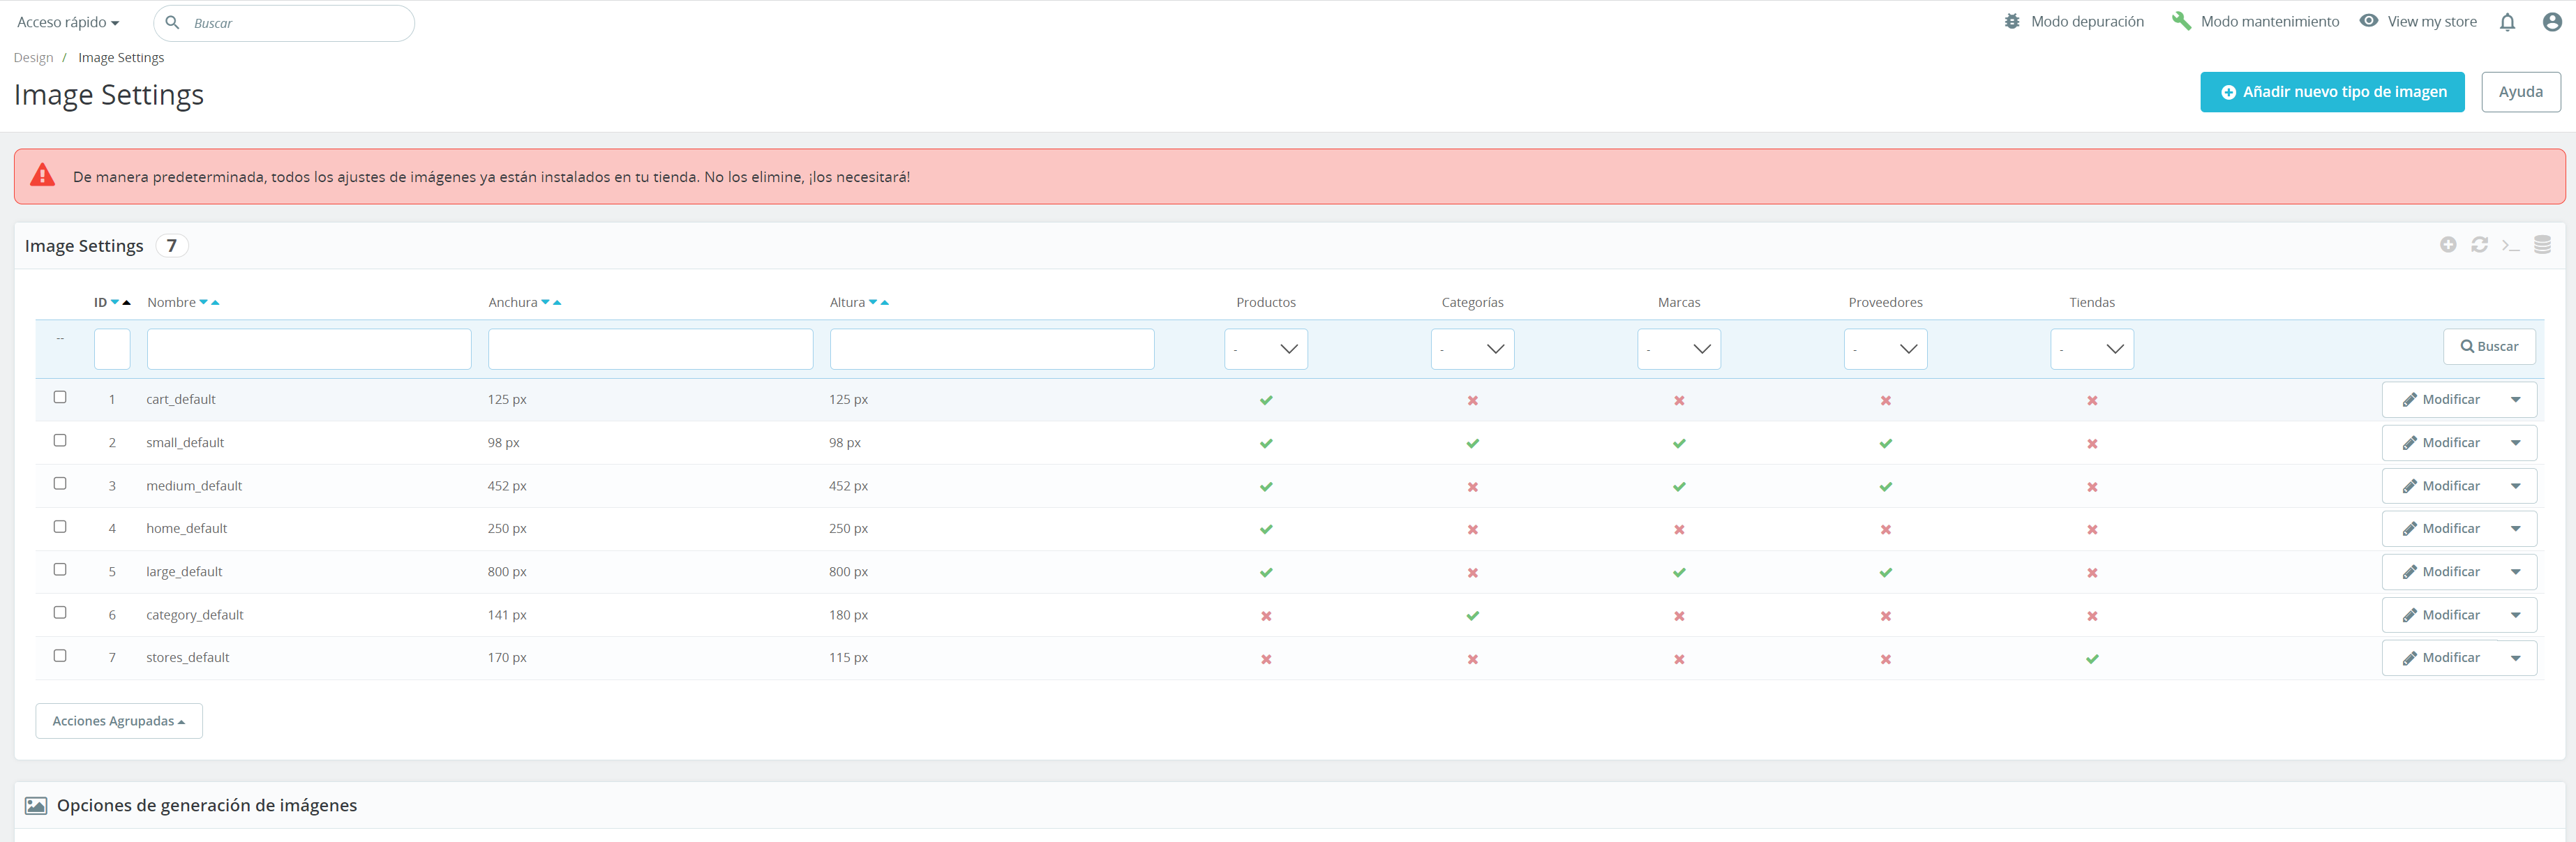 Acceso rápido
Buscar
Modo depuración
Modo mantenimiento
View my store
Design / Image Settings
Image Settings
Añadir nuevo tipo de imagen
Ayuda
De manera predeterminada, todos los ajustes de imágenes ya están instalados en tu tienda. No los elimine, ¡los necesitará!
Image Settings 7
ID Nombre Anchura Altura Productos Categorías Marcas Proveedores Tiendas
-- - - - - - Buscar
1 cart_default 125 px 125 px Modificar
2 small_default 98 px 98 px Modificar
3 medium_default 452 px 452 px Modificar
4 home_default 250 px 250 px Modificar
5 large_default 800 px 800 px Modificar
6 category_default 141 px 180 px Modificar
7 stores_default 170 px 115 px Modificar
Acciones Agrupadas
Opciones de generación de imágenes